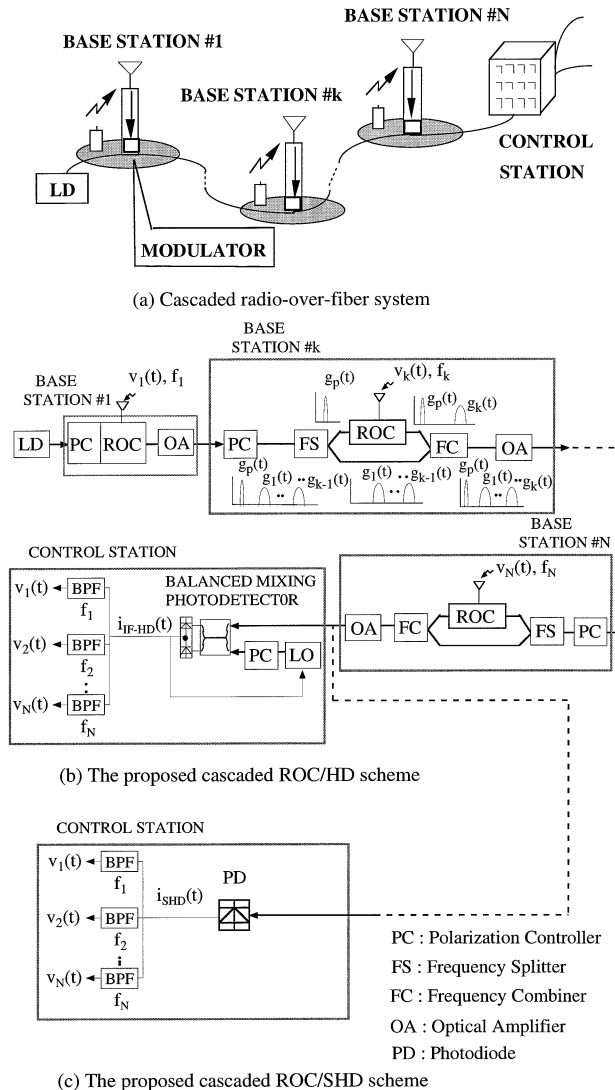 BASE STATION #1
BASE STATION #k
BASE STATION #N
LD
MODULATOR
CONTROL
STATION
(a) Cascaded radio-over-fiber system
BASE
STATION #k
BASE
STATION #1
v1(t), f1
LD
PC
ROC
OA
PC
FS
gp(t)
vk(t), fk
ROC
gp(t)
gk(t)
FC
OA
gp(t)
g1(t) ‥gk-1(t)
g1(t) ‥gk-1(t)
gp(t)
g1(t)‥gk(t)
BASE
STATION #N
CONTROL STATION
v1(t)
BPF
f1
v2(t)
BPF
f2
vN(t)
BPF
fN
iIF-HD(t)
BALANCED MIXING
PHOTODETECT0R
PC
LO
OA
FC
vN(t), fN
ROC
FS
PC
(b) The proposed cascaded ROC/HD scheme
CONTROL STATION
v1(t)
BPF
f1
v2(t)
BPF
f2
vN(t)
BPF
fN
iSHD(t)
PD
PC : Polarization Controller
FS : Frequency Splitter
FC : Frequency Combiner
OA : Optical Amplifier
PD : Photodiode
(c) The proposed cascaded ROC/SHD scheme